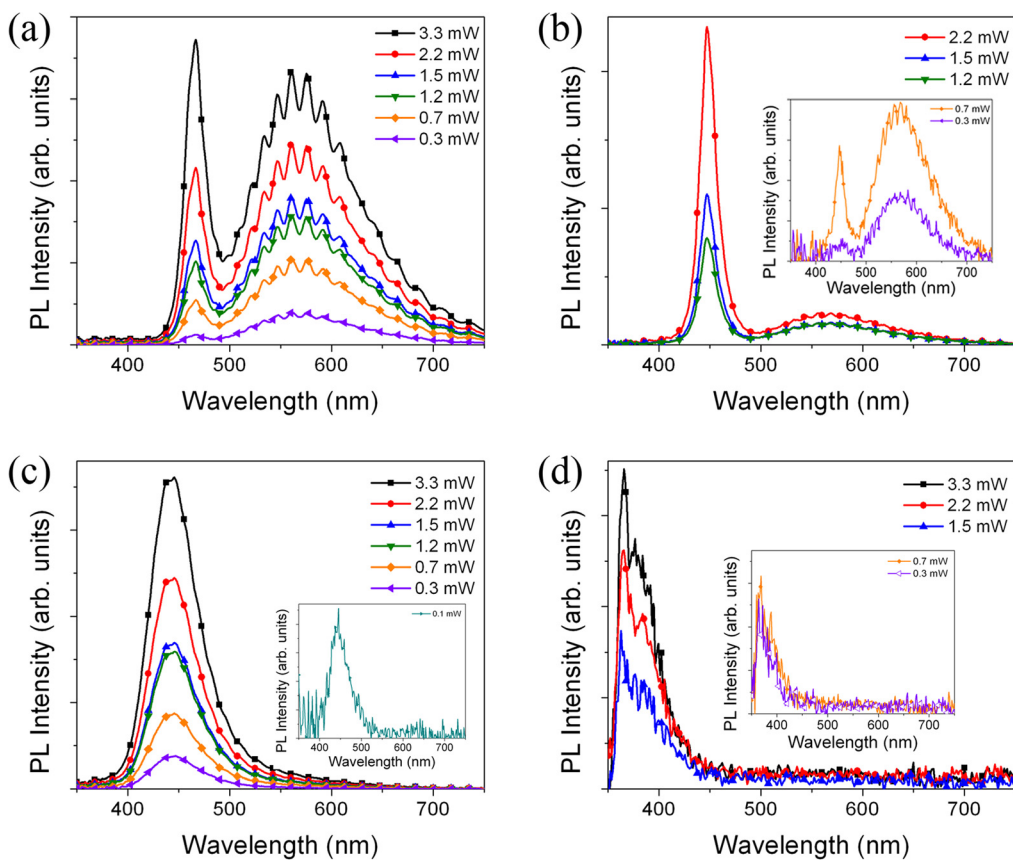 (a)
3.3 mW
2.2 mW
1.5 mW
1.2 mW
0.7 mW
0.3 mW
PL Intensity (arb. units)
400 500 600 700
Wavelength (nm)
(b)
2.2 mW
1.5 mW
1.2 mW
PL Intensity (arb. units)
0.7 mW
0.3 mW
PL Intensity (arb. units)
400 500 600 700
Wavelength (nm)
400 500 600 700
Wavelength (nm)
(c)
3.3 mW
2.2 mW
1.5 mW
1.2 mW
0.7 mW
0.3 mW
PL Intensity (arb. units)
0.1 mW
PL Intensity (arb. units)
400 500 600 700
Wavelength (nm)
400 500 600 700
Wavelength (nm)
(d)
3.3 mW
2.2 mW
1.5 mW
PL Intensity (arb. units)
0.7 mW
0.3 mW
PL Intensity (arb. units)
400 500 600 700
Wavelength (nm)
400 500 600 700
Wavelength (nm)